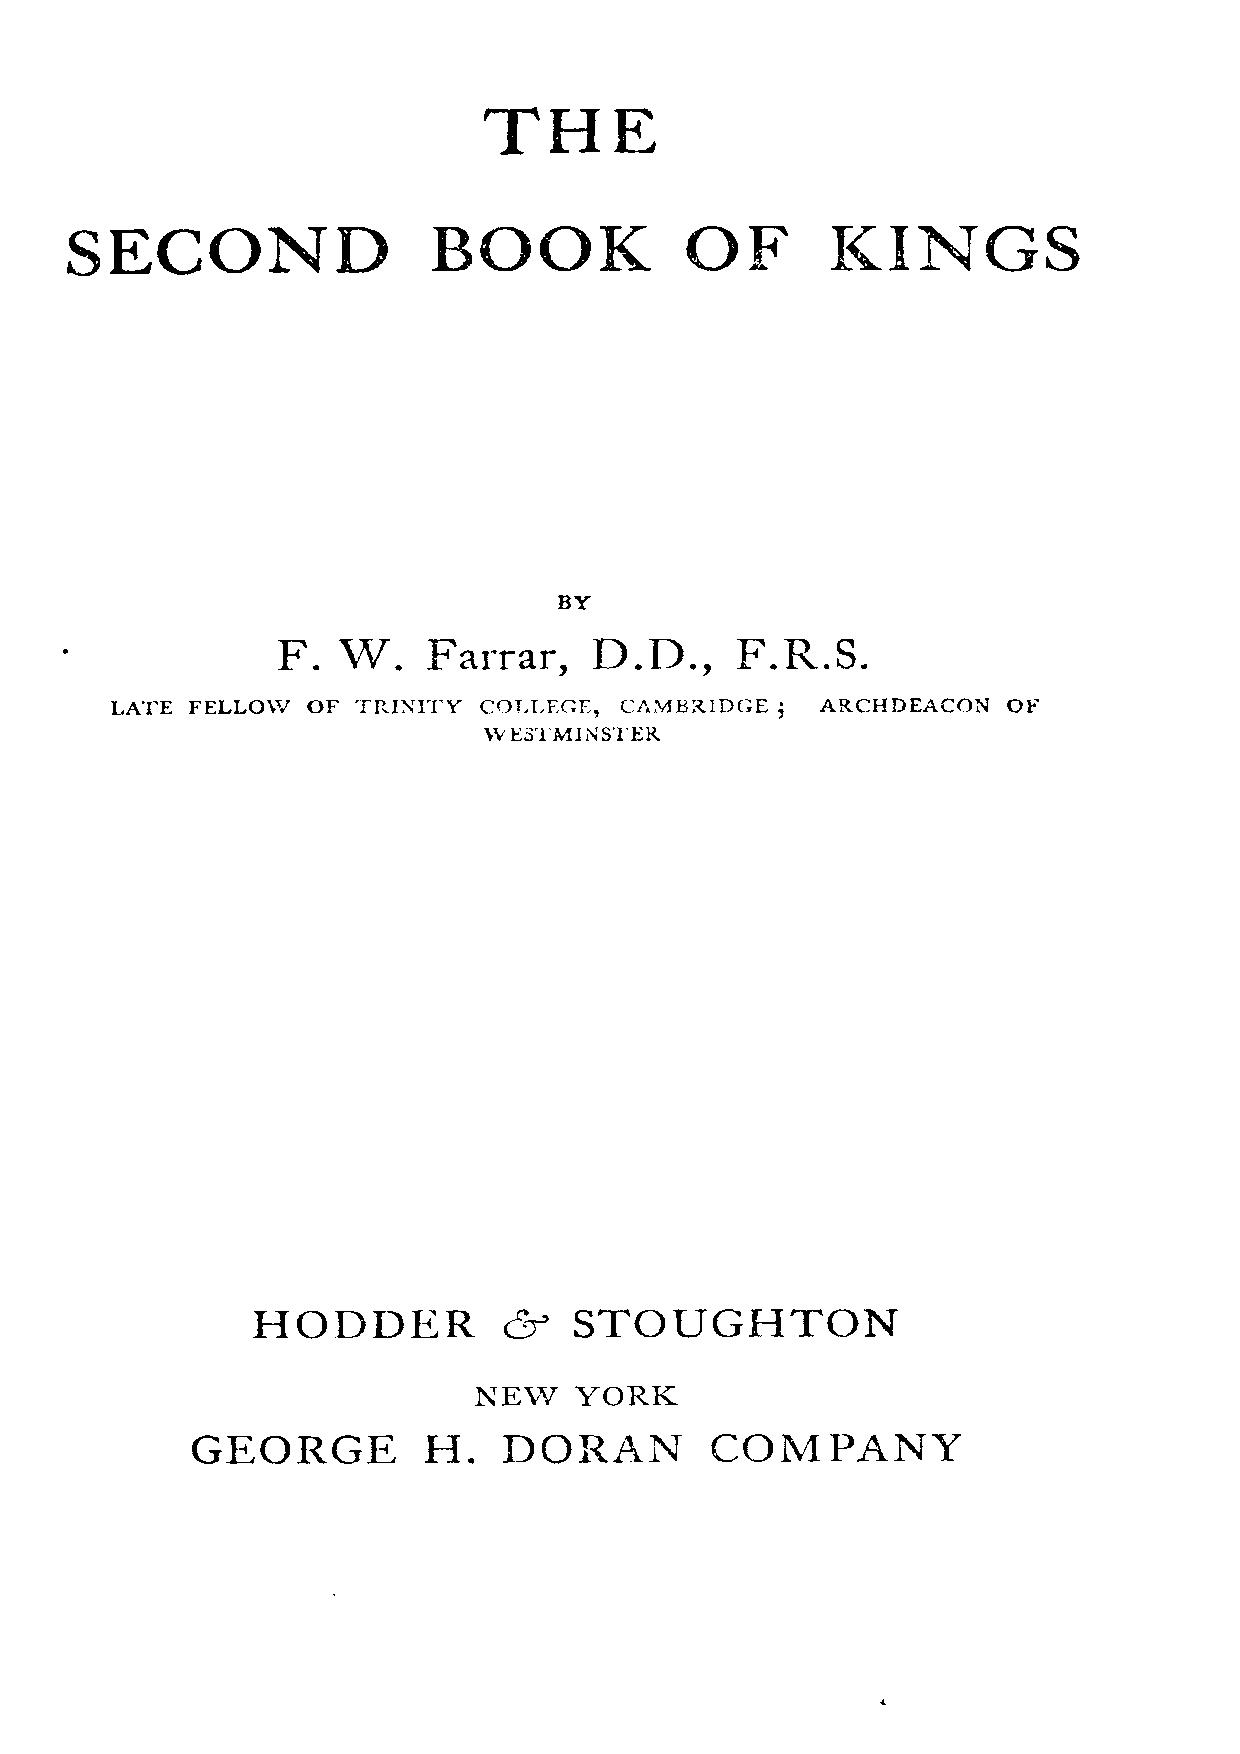 THE
SECOND BOOK OF KINGS
BY
F. W. Farrar, D.D., F.R.S.
LATE FELLOW OF TRINITY COLLEGE, CAMBRIDGE; ARCHDEACON OF
WESTMINSTER
HODDER & STOUGHTON
NEW YORK
GEORGE H. DORAN COMPANY